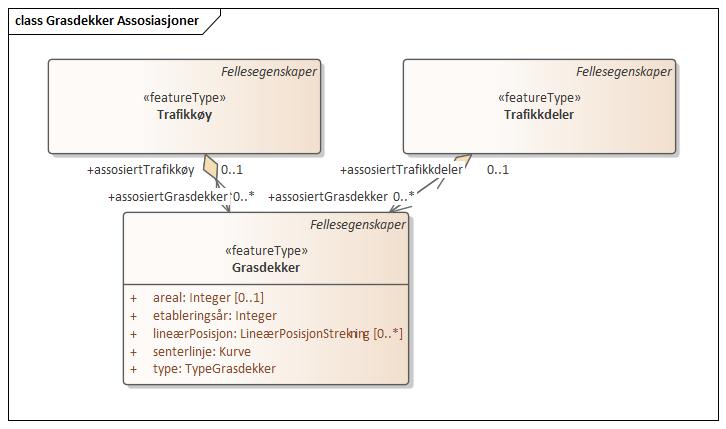 class Grasdekker Assosiasjoner
Fellesegenskaper
«featureType»
Trafikkøy
Fellesegenskaper
«featureType»
Trafikkdeler
+assosiertTrafikkøy 0..1
+assosiertTrafikkdeler 0..1
+assosiertGrasdekker 0..*
+assosiertGrasdekker 0..*
Fellesegenskaper
«featureType»
Grasdekker
+ areal: Integer [0..1]
+ etableringsår: Integer
+ lineærPosisjon: LineærPosisjonStrekning [0..*]
+ senterlinje: Kurve
+ type: TypeGrasdekker